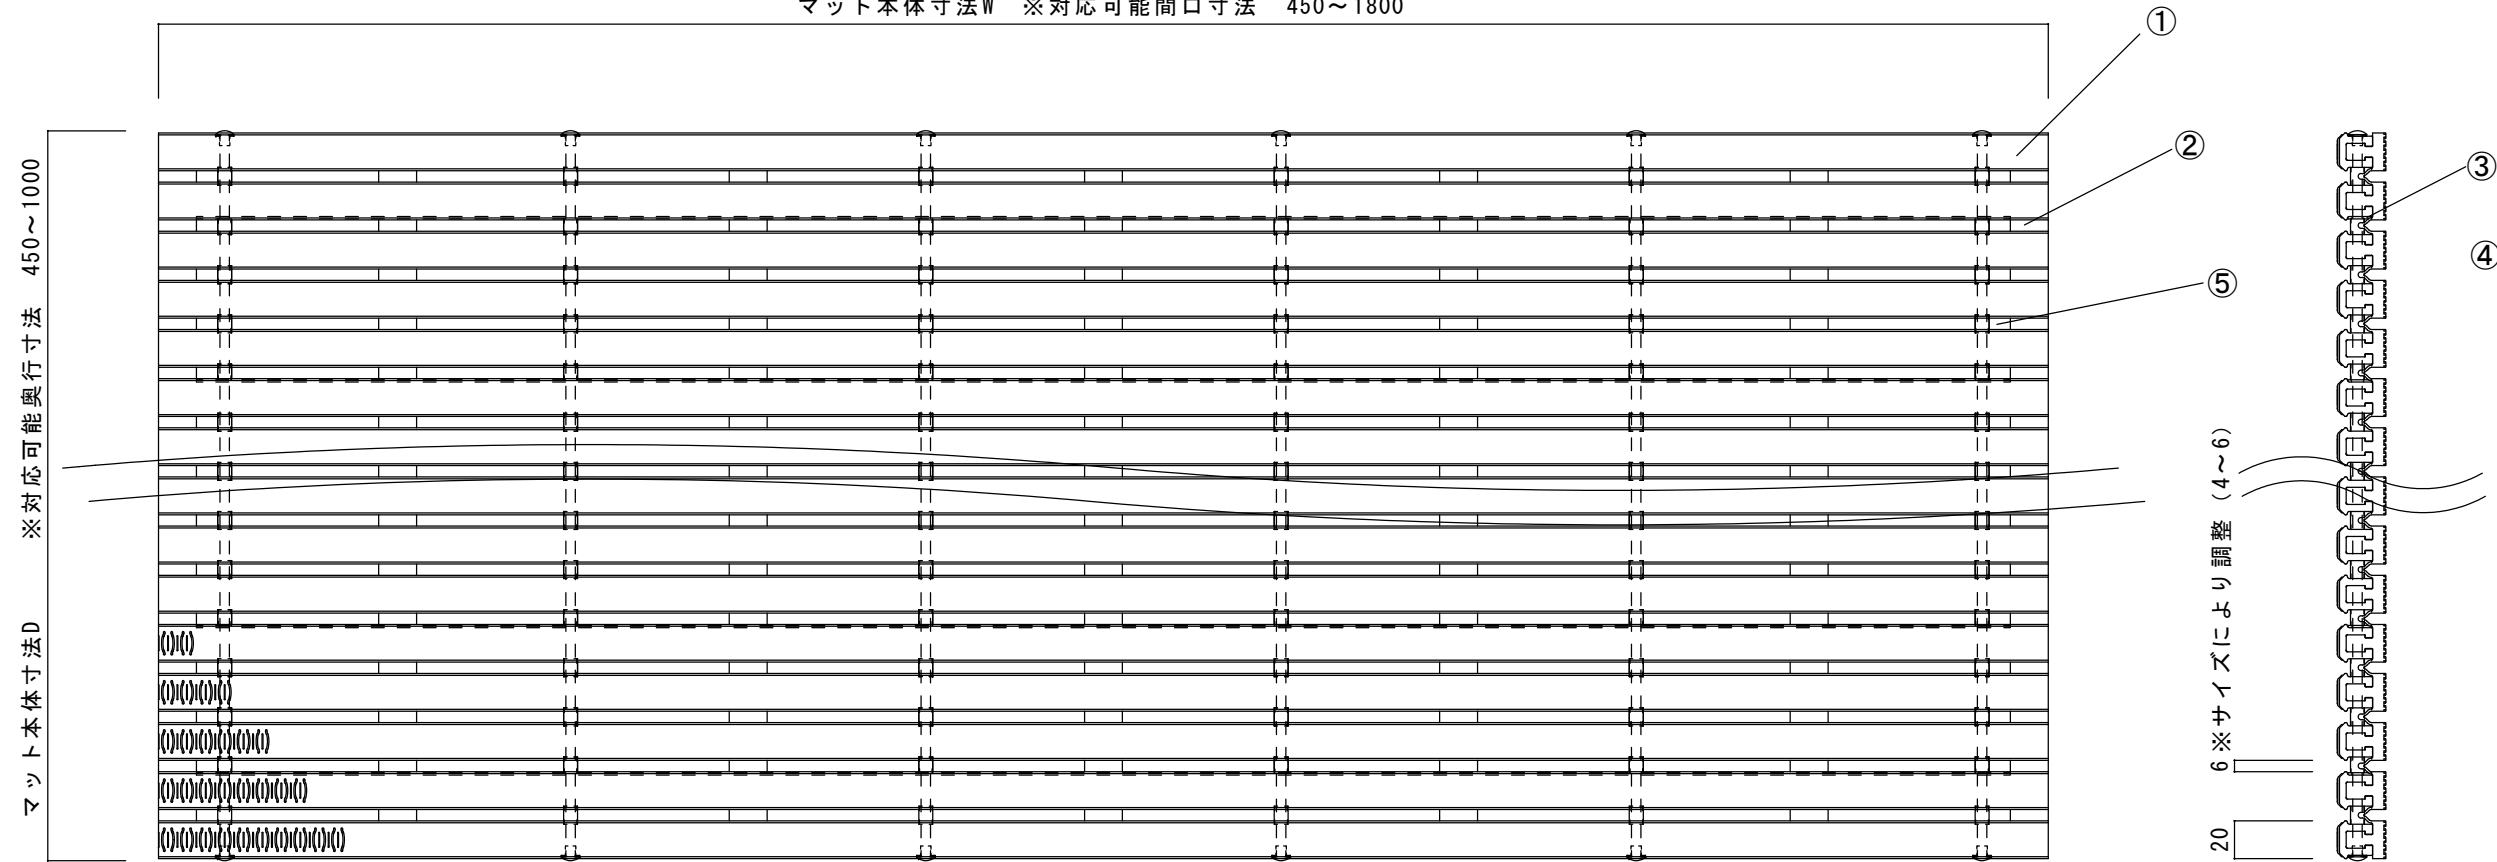 マット本体寸法W　※対応可能間口寸法　450～1800
①
②
③
④
⑤
マット本体寸法D　　※対応可能奥行寸法　450～1000
6※サイズにより調整（4～6）
20